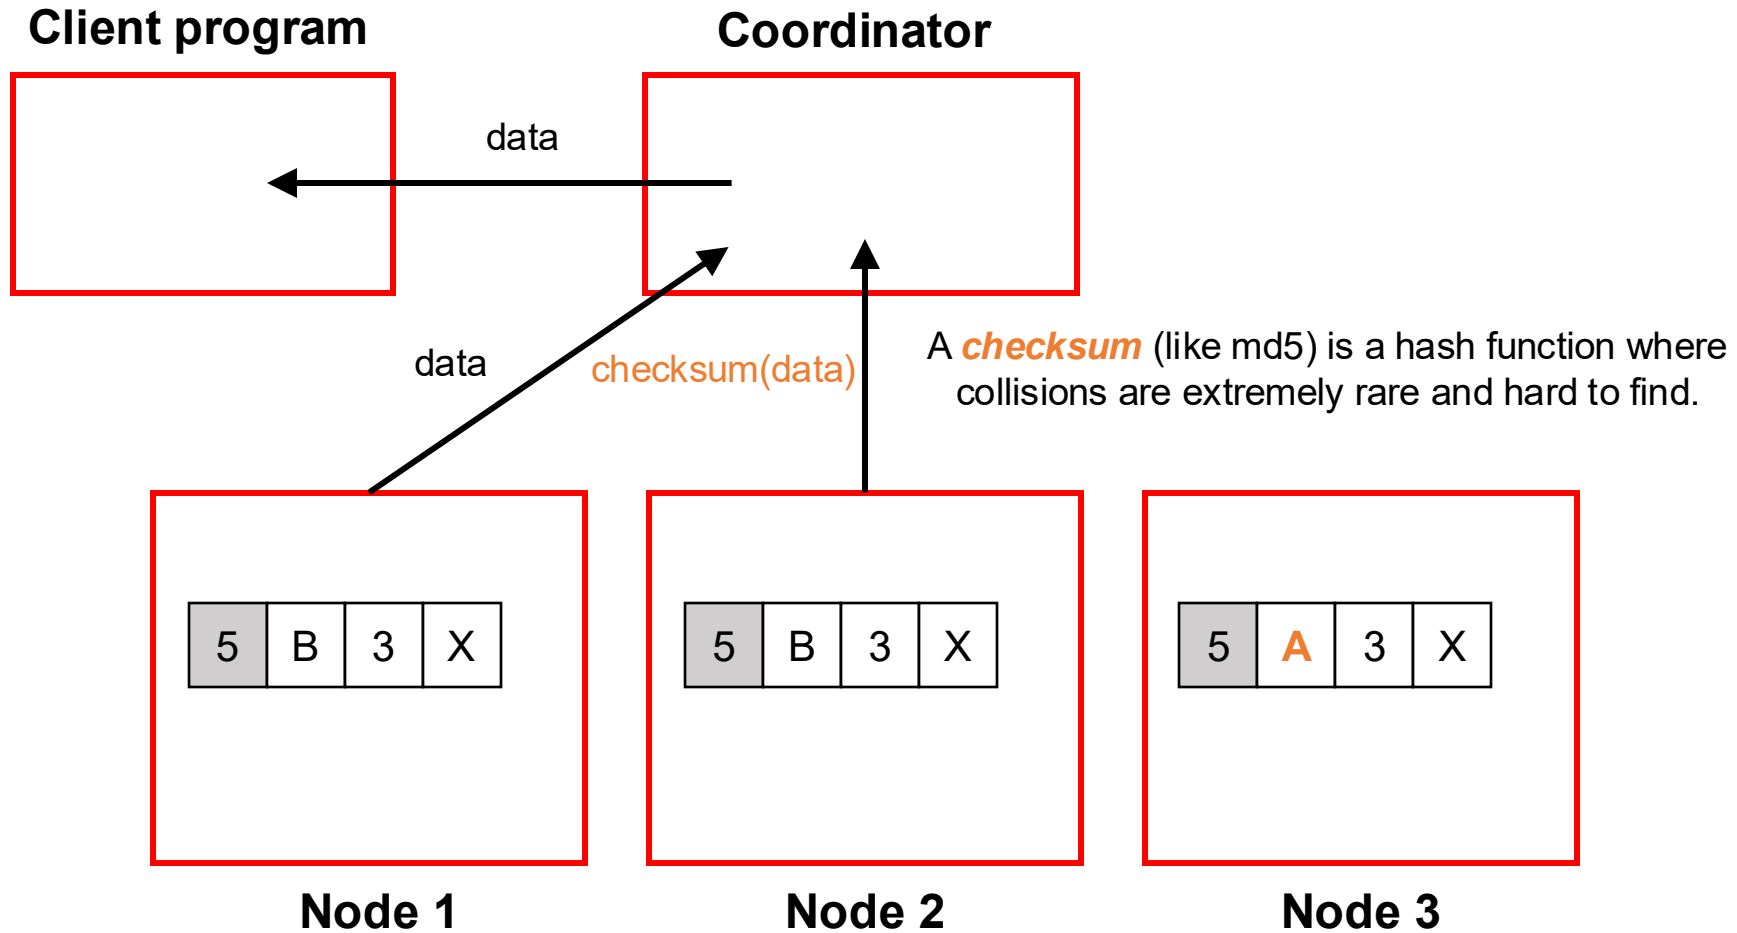 Client program
Coordinator
data
data
checksum(data)
A checksum (like md5) is a hash function where
collisions are extremely rare and hard to find.
5 B 3 X
5 B 3 X
5 A 3 X
Node 1
Node 2
Node 3